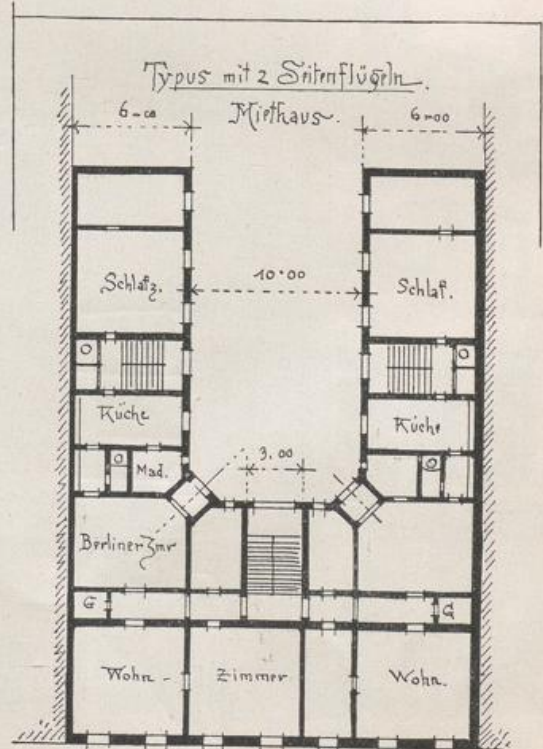 Typus mit 2 Seitenflügeln.
Miethaus.
6=00
6=00
10·00
Schlafz.
Schlaf.
Küche
Küche
Mad.
3.00
Berliner Zmr
G
G
Wohn-
Zimmer
Wohn.